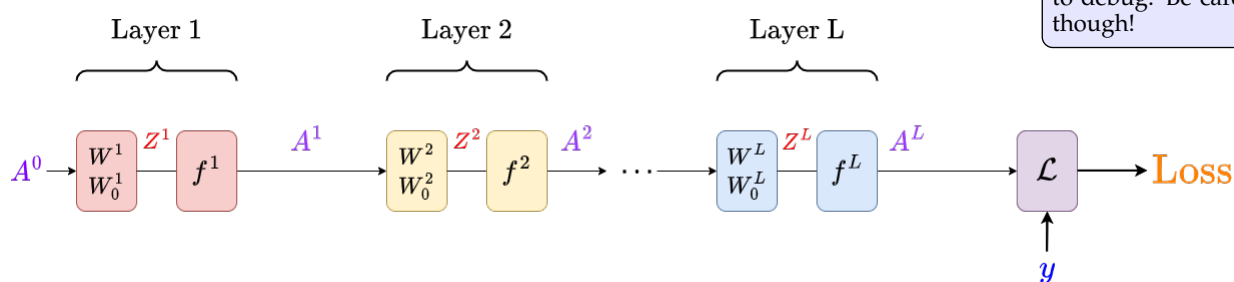 to debug. Be
though!
Layer 1
Layer 2
Layer L
A^0
W^1
W_0^1
Z^1
f^1
A^1
W^2
W_0^2
Z^2
f^2
A^2
...
W^L
W_0^L
Z^L
f^L
A^L
ℒ
Loss
y